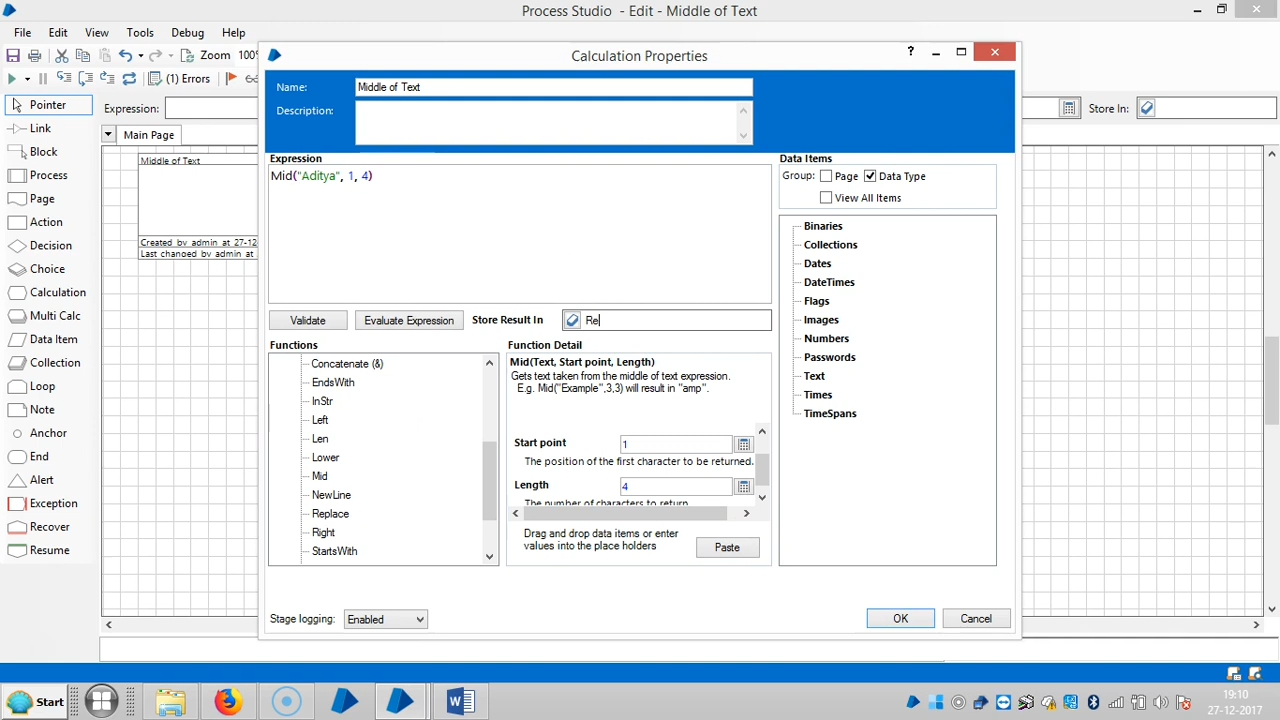 Process Studio - Edit - Middle of Text
File Edit View Tools Debug Help
Zoom 100%
(1) Errors
Calculation Properties
?
Name: Middle of Text
Description:
Pointer
Link
Block
Process
Page
Action
Decision
Choice
Calculation
Multi Calc
Data Item
Collection
Loop
Note
Anchor
End
Alert
Exception
Recover
Resume
Expression:
Store In:
Main Page
Middle of Text
Created by admin at 27-12
Last changed by admin at
Expression
Mid("Aditya", 1, 4)
Data Items
Group: Page Data Type
View All Items
Binaries
Collections
Dates
DateTimes
Flags
Images
Numbers
Passwords
Text
Times
TimeSpans
Validate Evaluate Expression Store Result In Re
Functions
Concatenate (&)
EndsWith
InStr
Left
Len
Lower
Mid
NewLine
Replace
Right
StartsWith
Function Detail
Mid(Text, Start point, Length)
Gets text taken from the middle of text expression.
E.g. Mid("Example",3,3) will result in "amp".
Start point 1
The position of the first character to be returned.
Length 4
The number of characters to return
Drag and drop data items or enter
values into the place holders
Paste
Stage logging: Enabled
OK Cancel
Start
19:10
27-12-2017